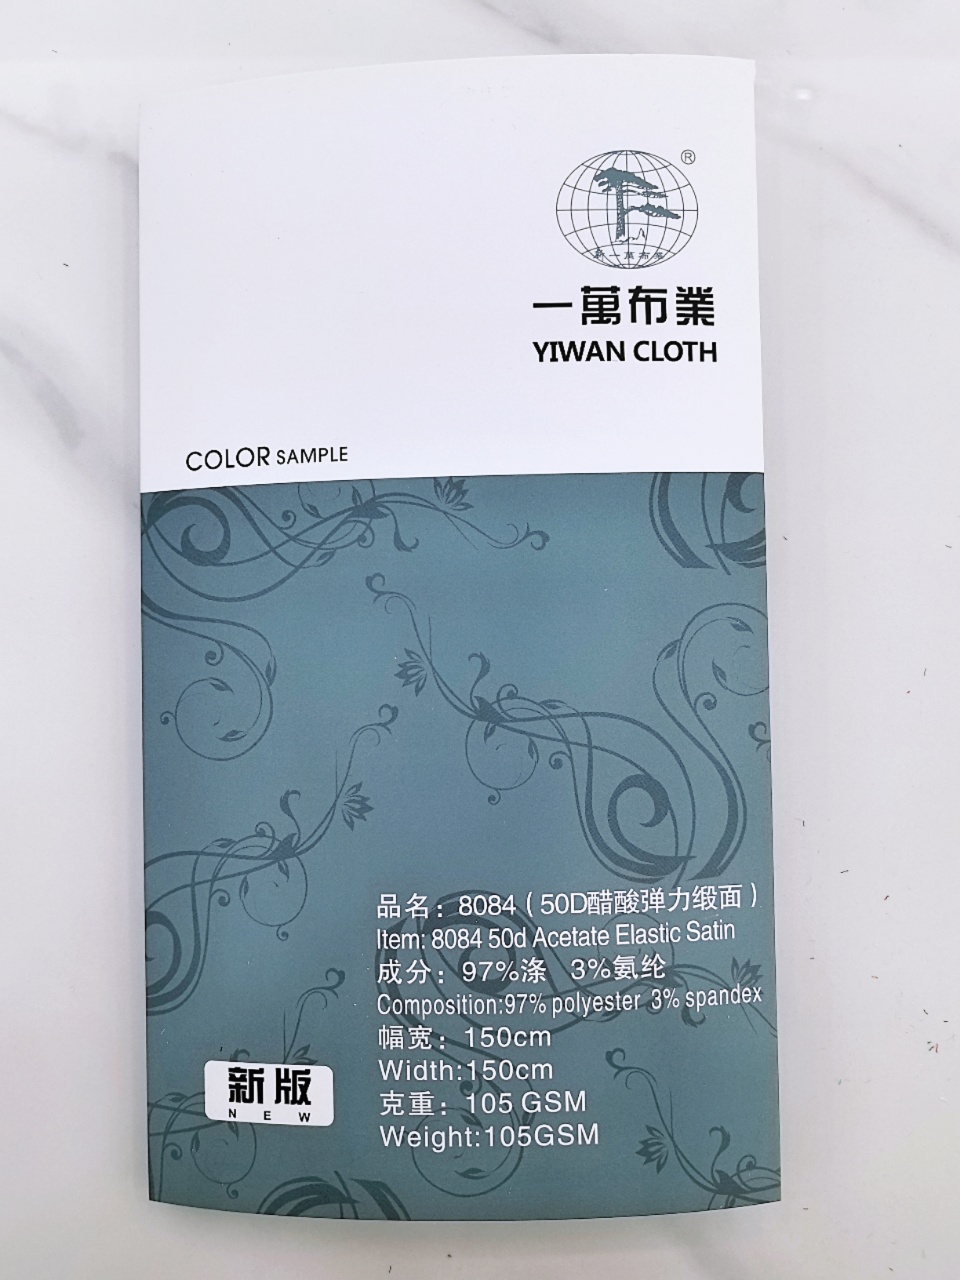 ®
新一萬布業
一萬布業
YIWAN CLOTH
COLOR SAMPLE
品名：8084（50D醋酸弹力缎面）
Item: 8084 50d Acetate Elastic Satin
成分：97%涤 3%氨纶
Composition:97% polyester 3% spandex
幅宽：150cm
Width:150cm
克重：105 GSM
Weight:105GSM
新版
NEW